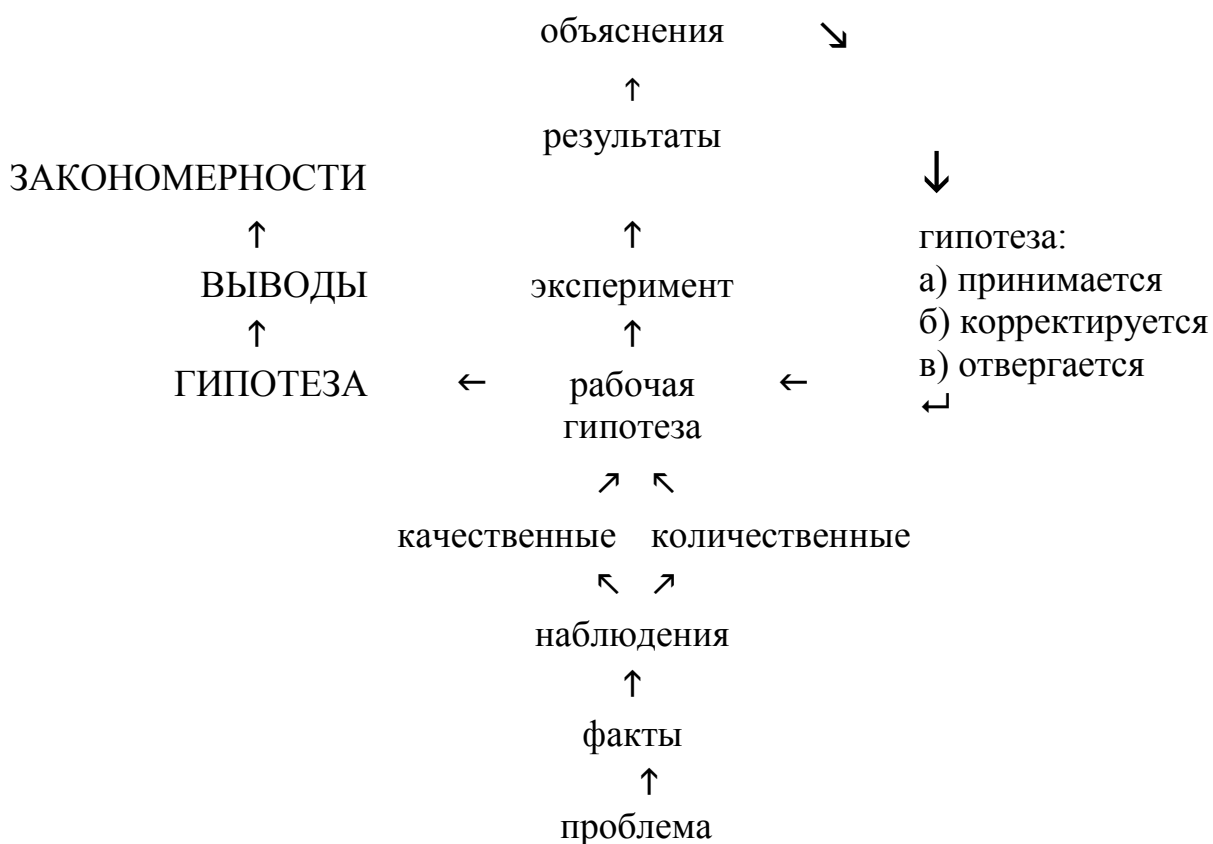 объяснения ↘
↑
результаты
ЗАКОНОМЕРНОСТИ ↓
↑ ↑ гипотеза:
ВЫВОДЫ эксперимент а) принимается
↑ ↑ б) корректируется
ГИПОТЕЗА ← рабочая ← в) отвергается
гипотеза ↵
↗ ↖
качественные количественные
↖ ↗
наблюдения
↑
факты
↑
проблема